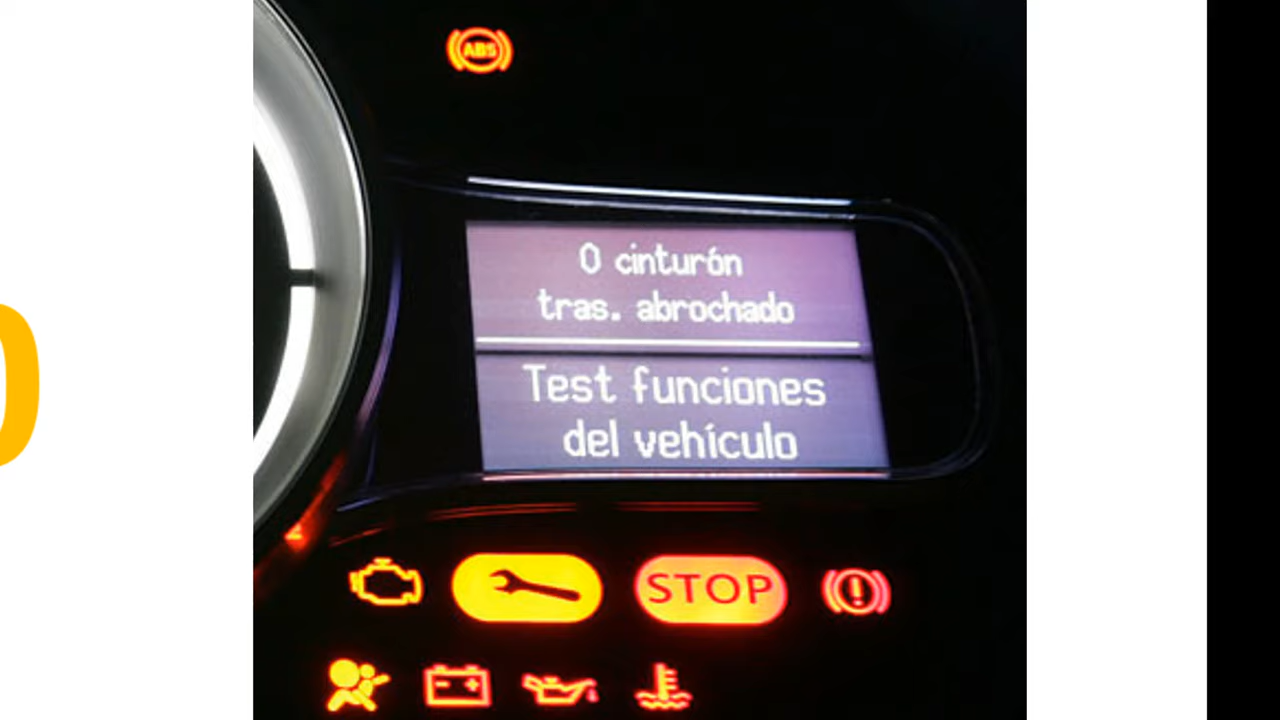 ABS
0 cinturón
tras. abrochado
Test funciones
del vehículo
STOP